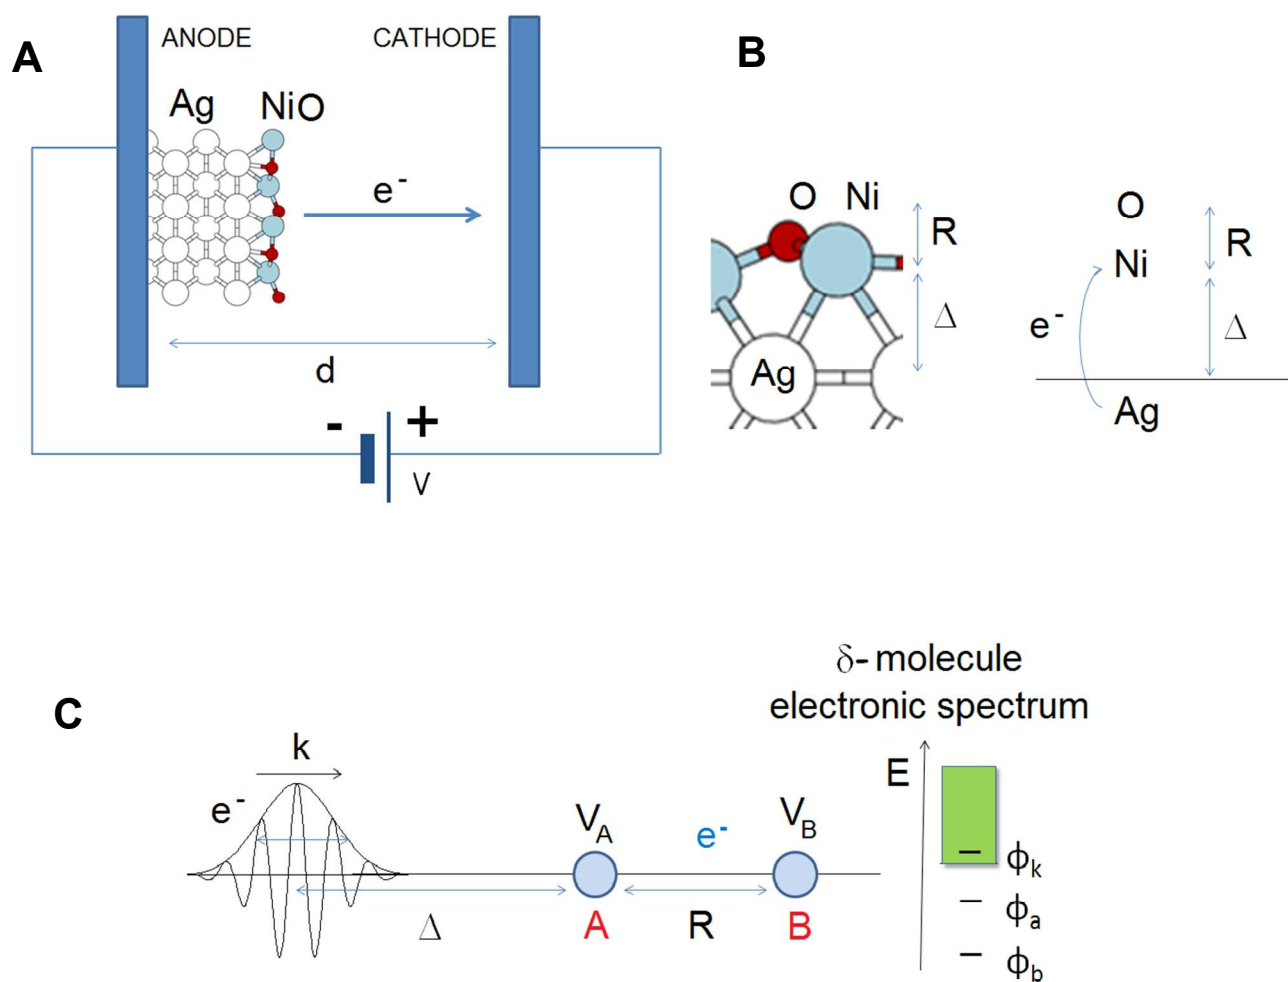 A
ANODE
CATHODE
Ag
NiO
e-
d
- +
V
B
O Ni
R
Δ
Ag
O
Ni
R
e-
Δ
Ag
C
δ- molecule
electronic spectrum
k
e-
E
VA
e-
VB
ϕk
ϕa
ϕb
Δ
A
R
B